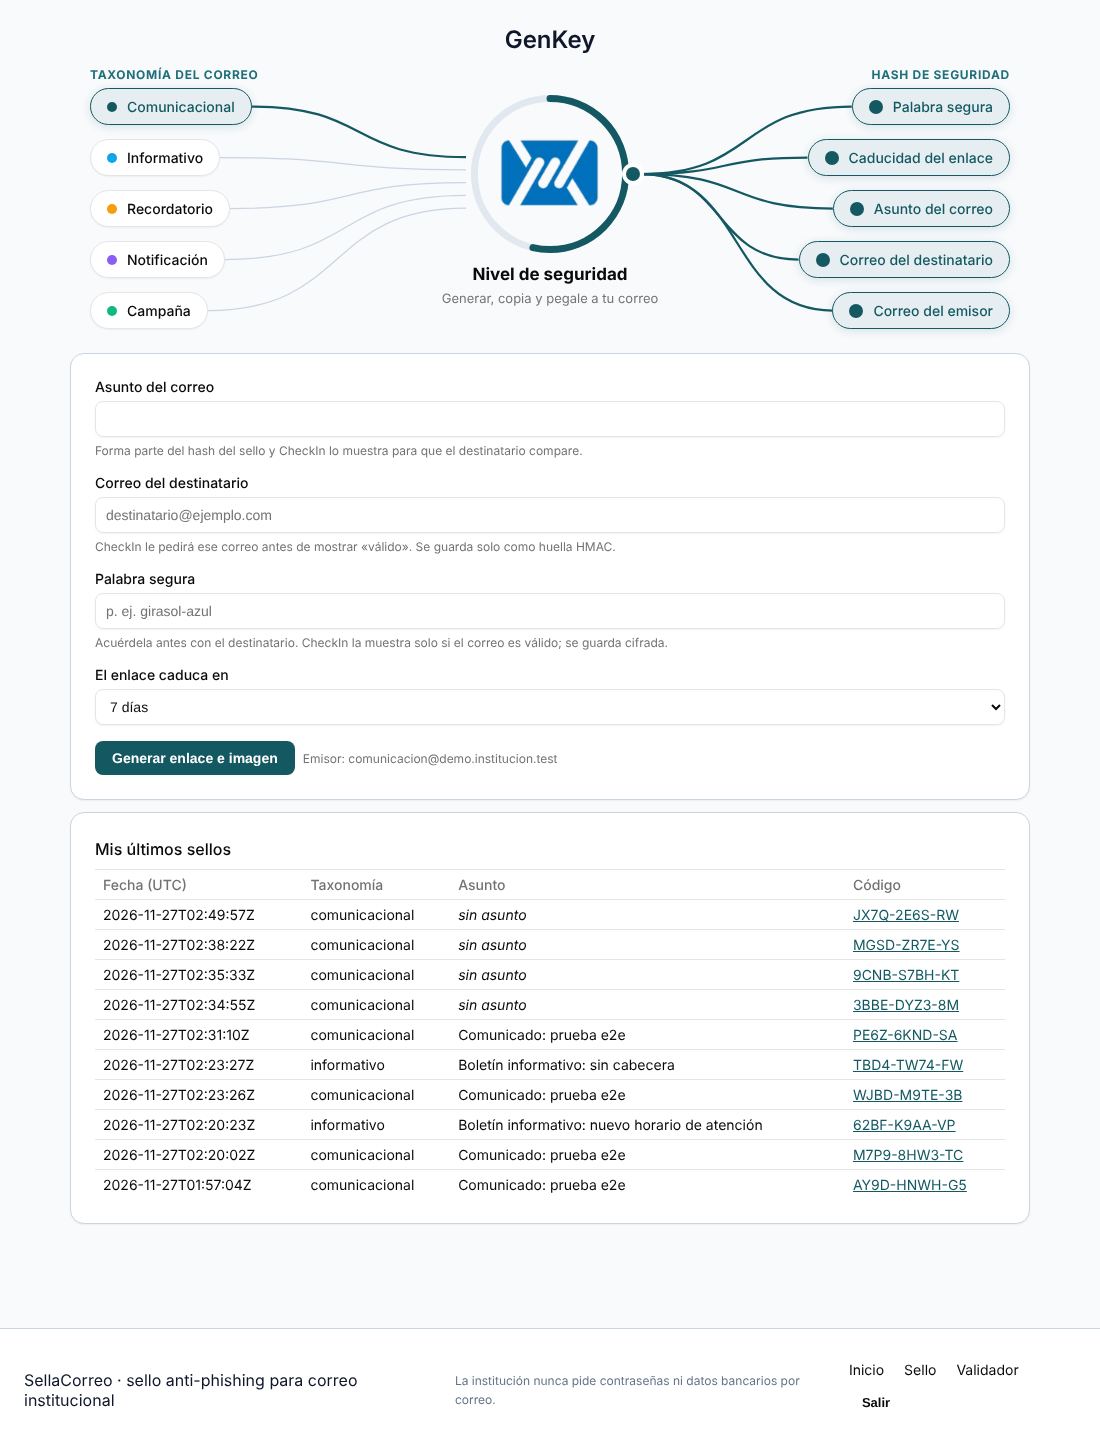 GenKey
TAXONOMÍA DEL CORREO
Comunicacional
Informativo
Recordatorio
Notificación
Campaña
Nivel de seguridad
Generar, copia y pegale a tu correo
HASH DE SEGURIDAD
Palabra segura
Caducidad del enlace
Asunto del correo
Correo del destinatario
Correo del emisor
Asunto del correo
Forma parte del hash del sello y CheckIn lo muestra para que el destinatario compare.
Correo del destinatario
destinatario@ejemplo.com
CheckIn le pedirá ese correo antes de mostrar «válido». Se guarda solo como huella HMAC.
Palabra segura
p. ej. girasol-azul
Acuérdela antes con el destinatario. CheckIn la muestra solo si el correo es válido; se guarda cifrada.
El enlace caduca en
7 días
Generar enlace e imagen Emisor: comunicacion@demo.institucion.test
Mis últimos sellos
Fecha (UTC) Taxonomía Asunto Código
2026-11-27T02:49:57Z comunicacional sin asunto JX7Q-2E6S-RW
2026-11-27T02:38:22Z comunicacional sin asunto MGSD-ZR7E-YS
2026-11-27T02:35:33Z comunicacional sin asunto 9CNB-S7BH-KT
2026-11-27T02:34:55Z comunicacional sin asunto 3BBE-DYZ3-8M
2026-11-27T02:31:10Z comunicacional Comunicado: prueba e2e PE6Z-6KND-SA
2026-11-27T02:23:27Z informativo Boletín informativo: sin cabecera TBD4-TW74-FW
2026-11-27T02:23:26Z comunicacional Comunicado: prueba e2e WJBD-M9TE-3B
2026-11-27T02:20:23Z informativo Boletín informativo: nuevo horario de atención 62BF-K9AA-VP
2026-11-27T02:20:02Z comunicacional Comunicado: prueba e2e M7P9-8HW3-TC
2026-11-27T01:57:04Z comunicacional Comunicado: prueba e2e AY9D-HNWH-G5
SellaCorreo · sello anti-phishing para correo
institucional
La institución nunca pide contraseñas ni datos bancarios por
correo.
Inicio Sello Validador
Salir